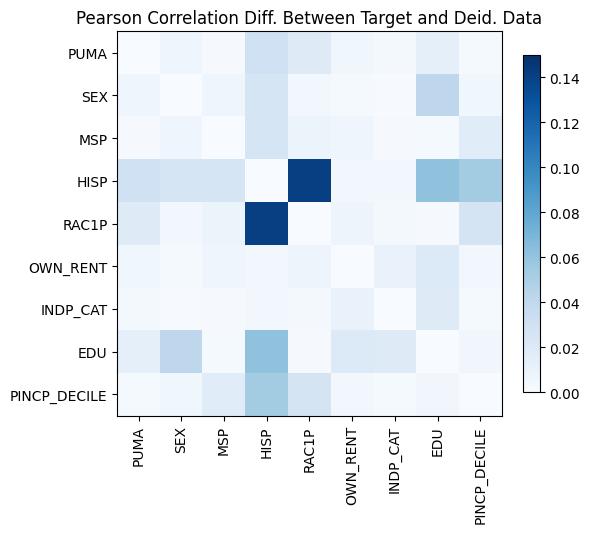 Pearson Correlation Diff. Between Target and Deid. Data
PUMA
SEX
MSP
HISP
RAC1P
OWN_RENT
INDP_CAT
EDU
PINCP_DECILE
PUMA
SEX
MSP
HISP
RAC1P
OWN_RENT
INDP_CAT
EDU
PINCP_DECILE
0.14
0.12
0.10
0.08
0.06
0.04
0.02
0.00